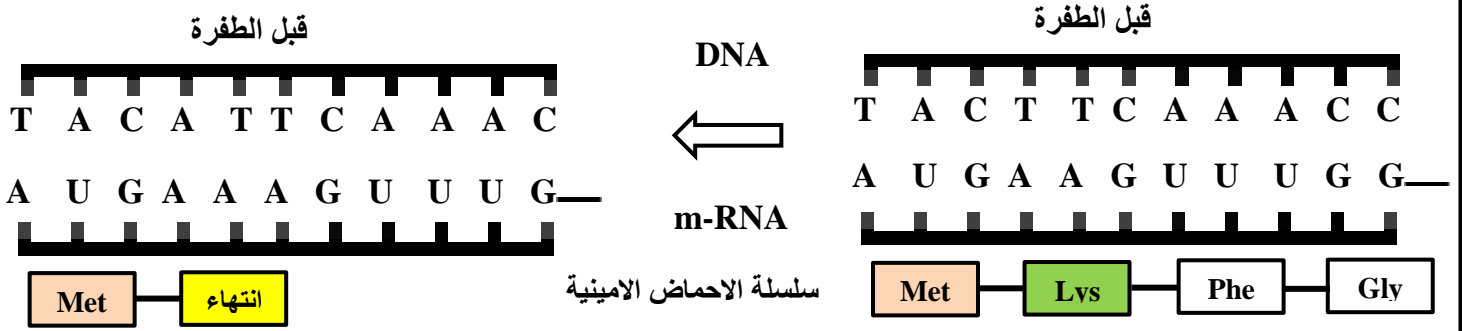 قبل الطفرة
T A C T T C A A A C C
A U G A A G U U U G G
Met Lys Phe Gly
DNA
m-RNA
سلسلة الاحماض الامينية
قبل الطفرة
T A C A T T C A A A C
A U G A A A G U U U G
Met انتهاء